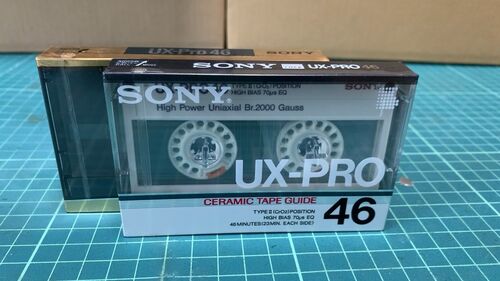 UX-Pro 46
SONY
SONY
UX-PRO 46
SONY
TYPE II (CrO2) POSITION
HIGH BIAS 70μs EQ
High Power Uniaxial Br.2000 Gauss
UX-PRO
CERAMIC TAPE GUIDE
TYPE II (CrO2) POSITION
HIGH BIAS 70μs EQ
46 MINUTES (23MIN. EACH SIDE)
46